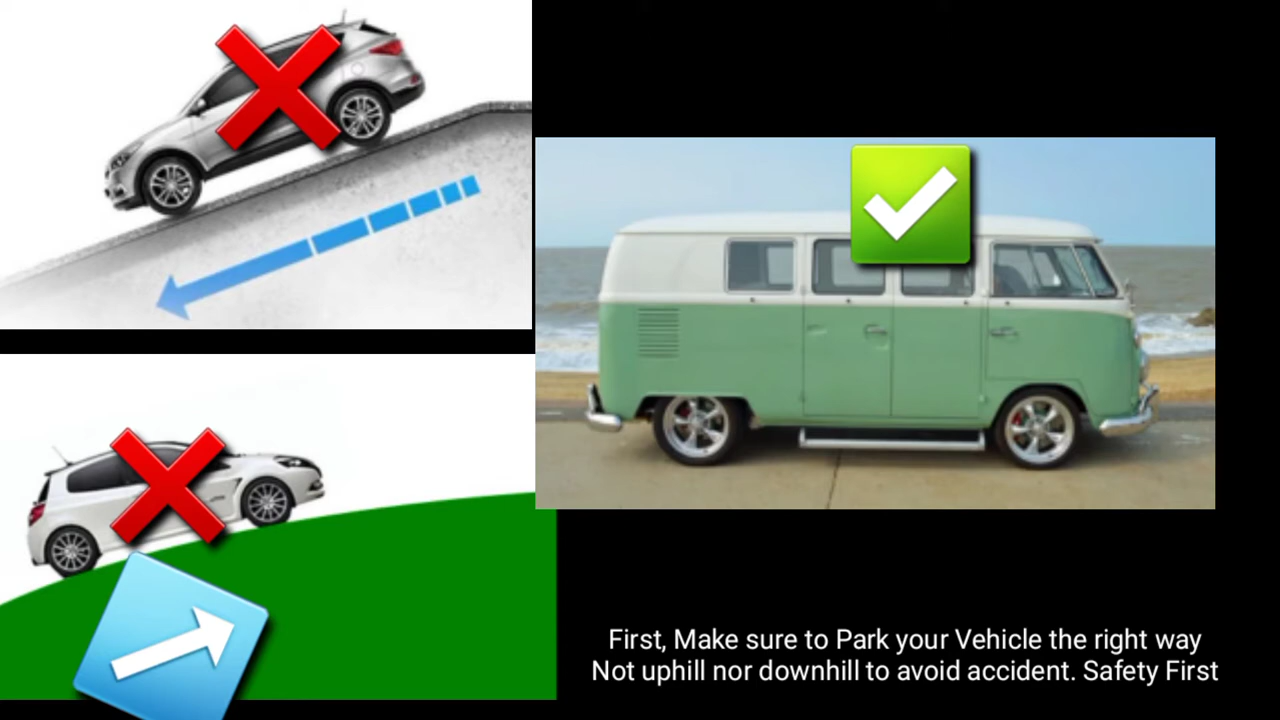 First, Make sure to Park your Vehicle the right way
Not uphill nor downhill to avoid accident. Safety First